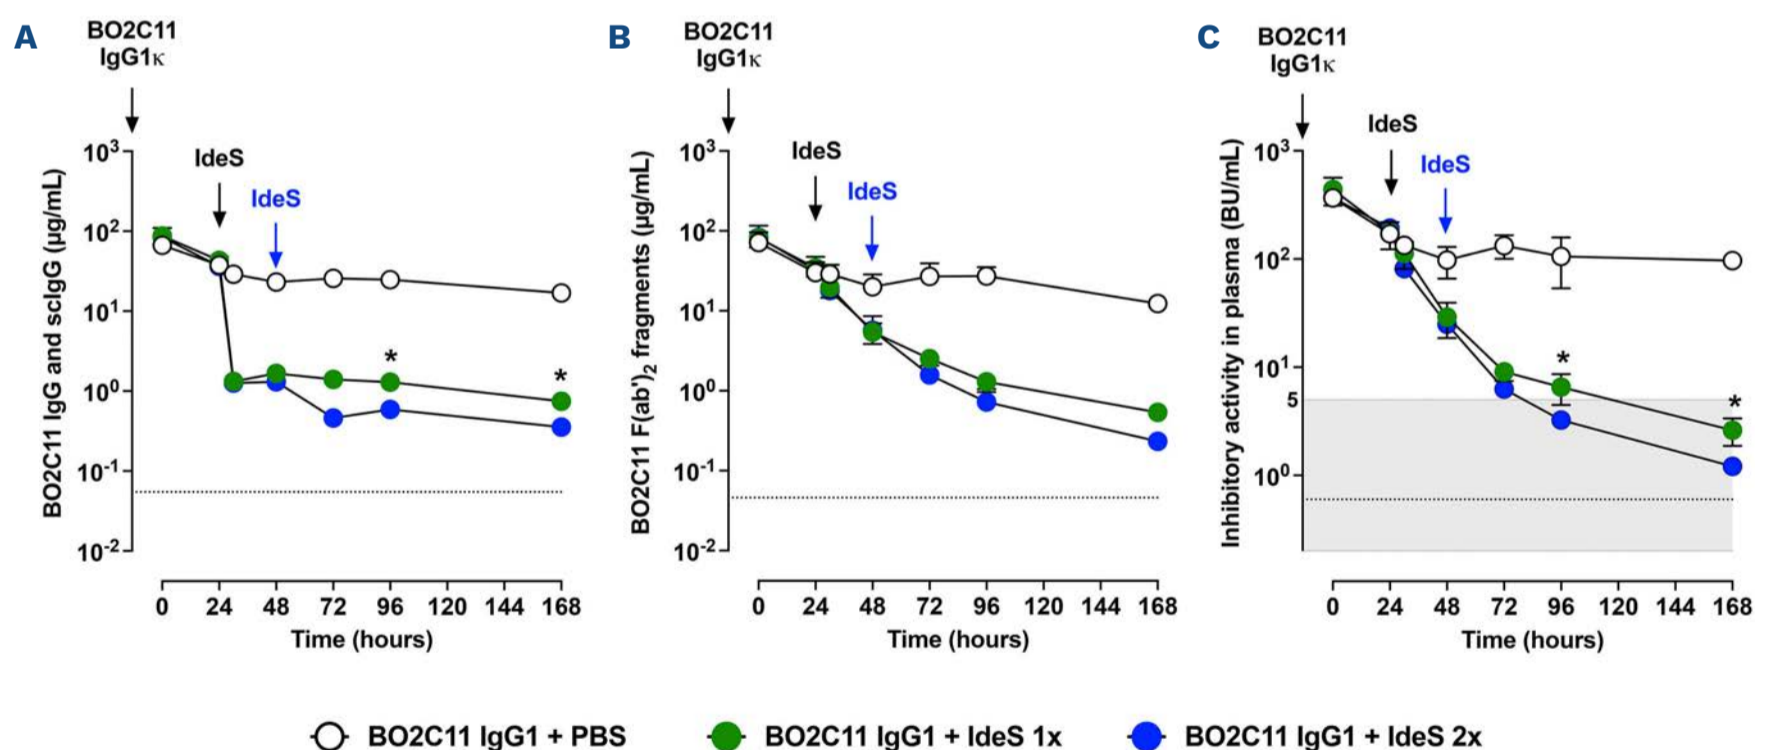 A
BO2C11
IgG1κ
IdeS
IdeS
BO2C11 IgG and scIgG (µg/mL)
10³
10²
10¹
10⁰
10⁻¹
10⁻²
*
*
0 24 48 72 96 120 144 168
Time (hours)
B
BO2C11
IgG1κ
IdeS
IdeS
BO2C11 F(ab')₂ fragments (µg/mL)
10³
10²
10¹
10⁰
10⁻¹
10⁻²
0 24 48 72 96 120 144 168
Time (hours)
C
BO2C11
IgG1κ
IdeS
IdeS
Inhibitory activity in plasma (BU/mL)
10³
10²
10¹
5
10⁰
*
*
0 24 48 72 96 120 144 168
Time (hours)
BO2C11 IgG1 + PBS
BO2C11 IgG1 + IdeS 1x
BO2C11 IgG1 + IdeS 2x